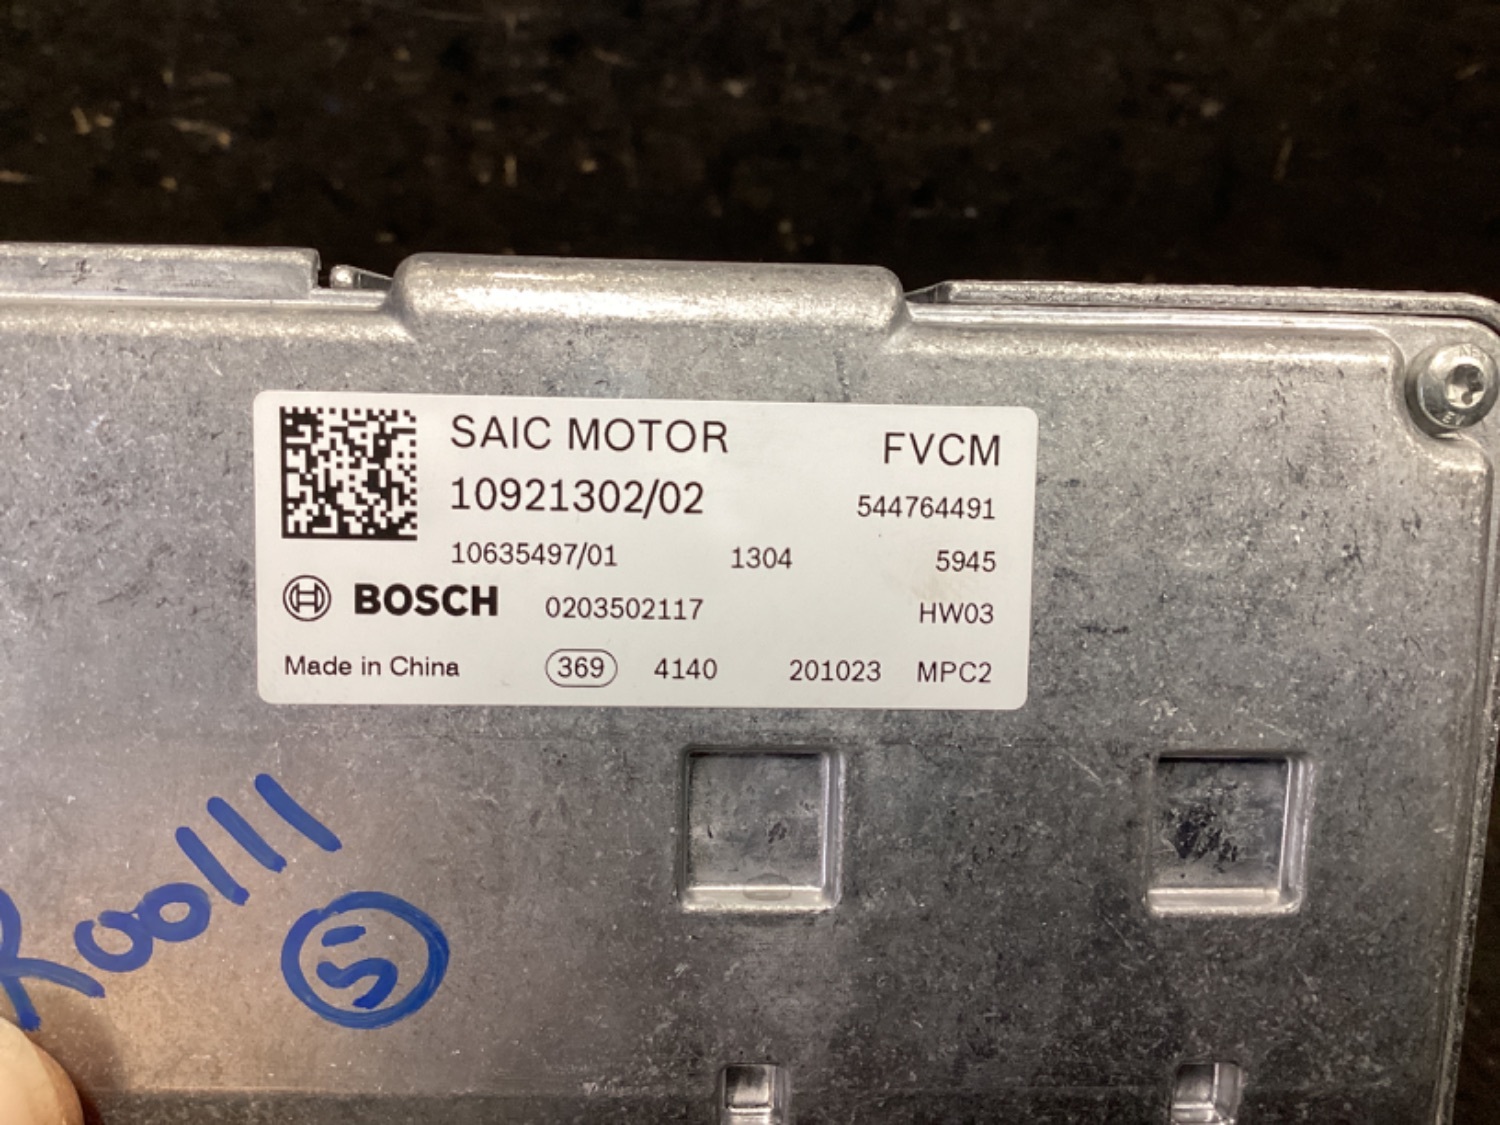 SAIC MOTOR FVCM
10921302/02 544764491
10635497/01 1304 5945
BOSCH 0203502117 HW03
Made in China 369 4140 201023 MPC2
R00111
5